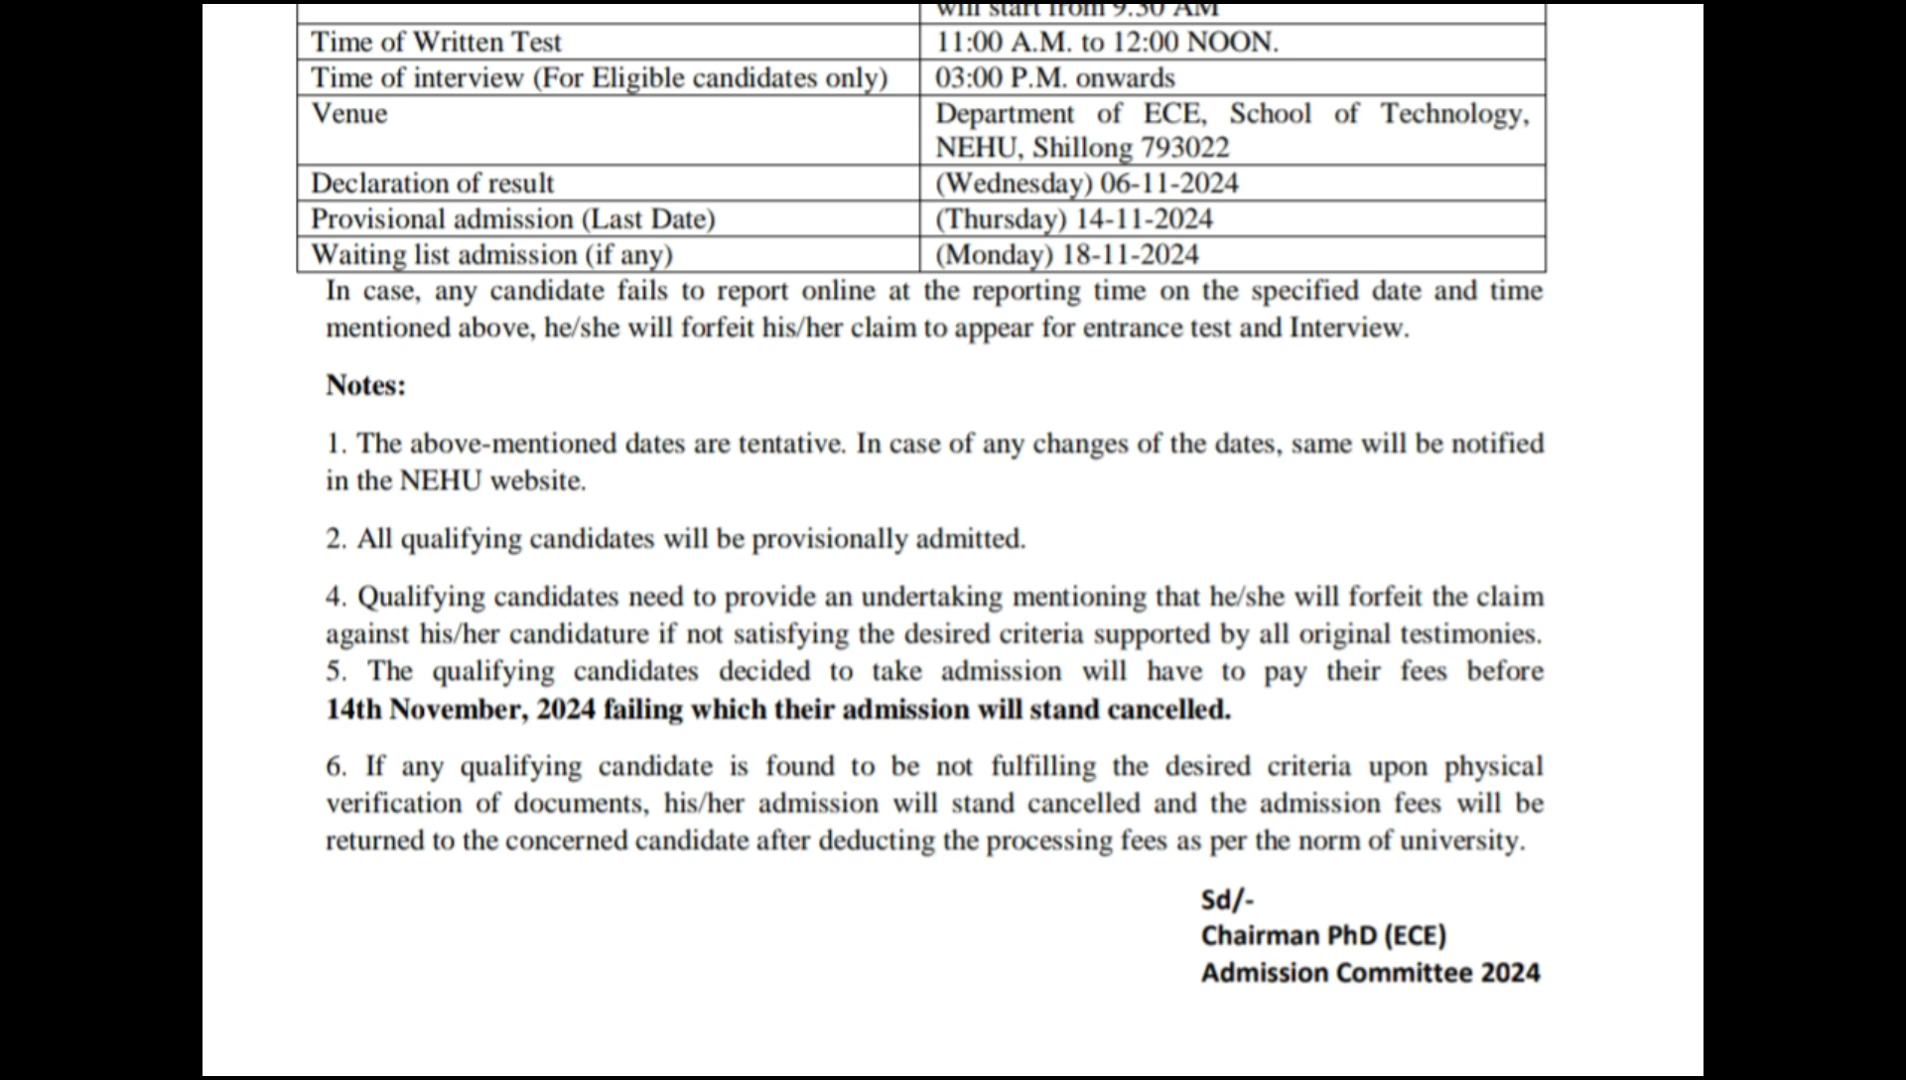 will start from 9.30 AM
Time of Written Test 11:00 A.M. to 12:00 NOON.
Time of interview (For Eligible candidates only) 03:00 P.M. onwards
Venue Department of ECE, School of Technology,
NEHU, Shillong 793022
Declaration of result (Wednesday) 06-11-2024
Provisional admission (Last Date) (Thursday) 14-11-2024
Waiting list admission (if any) (Monday) 18-11-2024
In case, any candidate fails to report online at the reporting time on the specified date and time
mentioned above, he/she will forfeit his/her claim to appear for entrance test and Interview.
Notes:
1. The above-mentioned dates are tentative. In case of any changes of the dates, same will be notified
in the NEHU website.
2. All qualifying candidates will be provisionally admitted.
4. Qualifying candidates need to provide an undertaking mentioning that he/she will forfeit the claim
against his/her candidature if not satisfying the desired criteria supported by all original testimonies.
5. The qualifying candidates decided to take admission will have to pay their fees before
14th November, 2024 failing which their admission will stand cancelled.
6. If any qualifying candidate is found to be not fulfilling the desired criteria upon physical
verification of documents, his/her admission will stand cancelled and the admission fees will be
returned to the concerned candidate after deducting the processing fees as per the norm of university.
Sd/-
Chairman PhD (ECE)
Admission Committee 2024